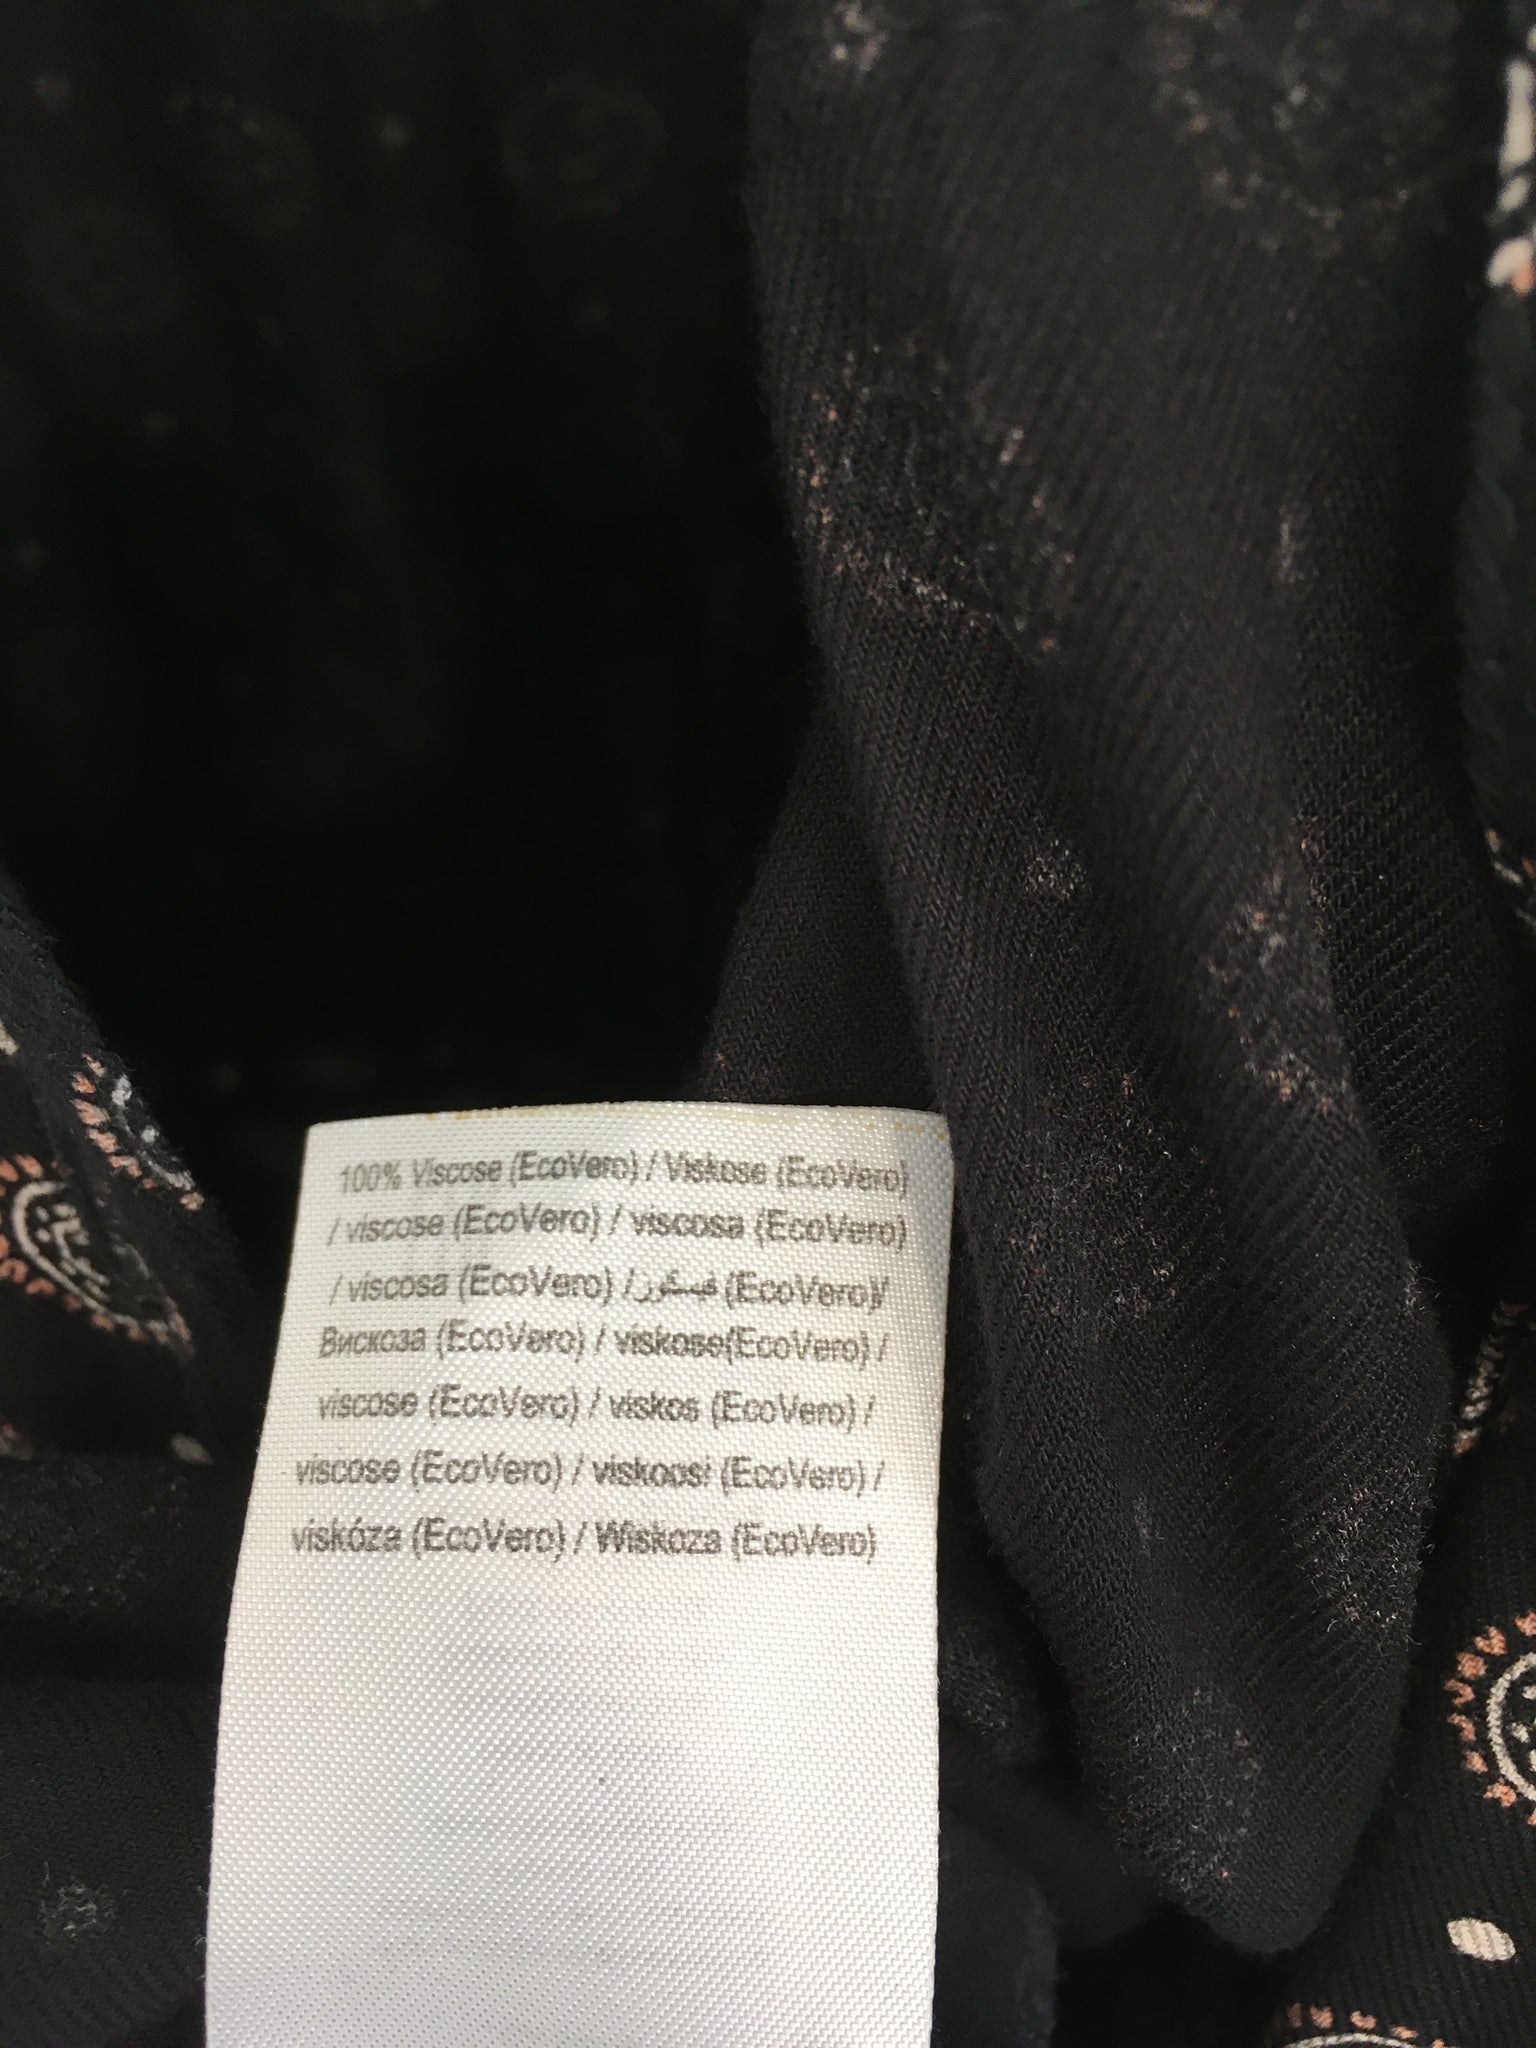 100% Viscose (EcoVero) / Viskose (EcoVero)
/ viscose (EcoVero) / viscosa (EcoVero)
/ viscosa (EcoVero) / فسكوز (EcoVero)/
Вискоза (EcoVero) / viskose(EcoVero) /
viscose (EcoVero) / viskos (EcoVero) /
viscose (EcoVero) / viskoosi (EcoVero) /
viskóza (EcoVero) / Wiskoza (EcoVero)